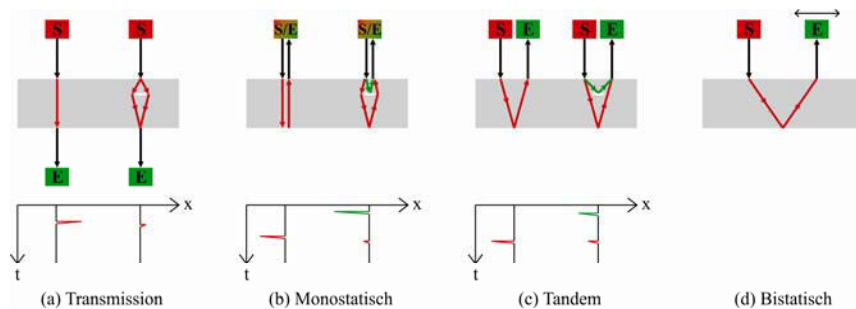 S
S
S/E
S/E
S
E
S
E
S
E
E
E
x
x
x
t
t
t
(a) Transmission
(b) Monostatisch
(c) Tandem
(d) Bistatisch